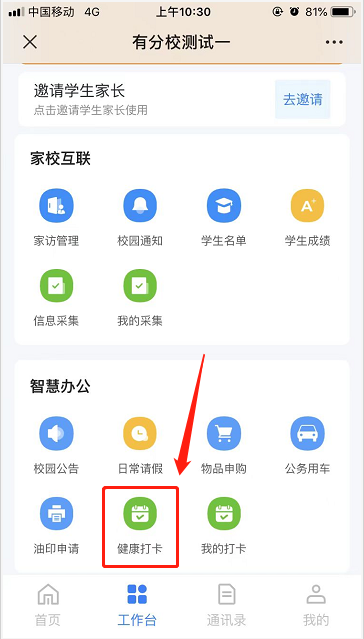 中国移动 4G 上午10:30 81%
有分校测试一
邀请学生家长
点击邀请学生家长使用
去邀请
家校互联
家访管理 校园通知 学生名单 学生成绩
信息采集 我的采集
智慧办公
校园公告 日常请假 物品申购 公务用车
油印申请 健康打卡 我的打卡
首页 工作台 通讯录 我的